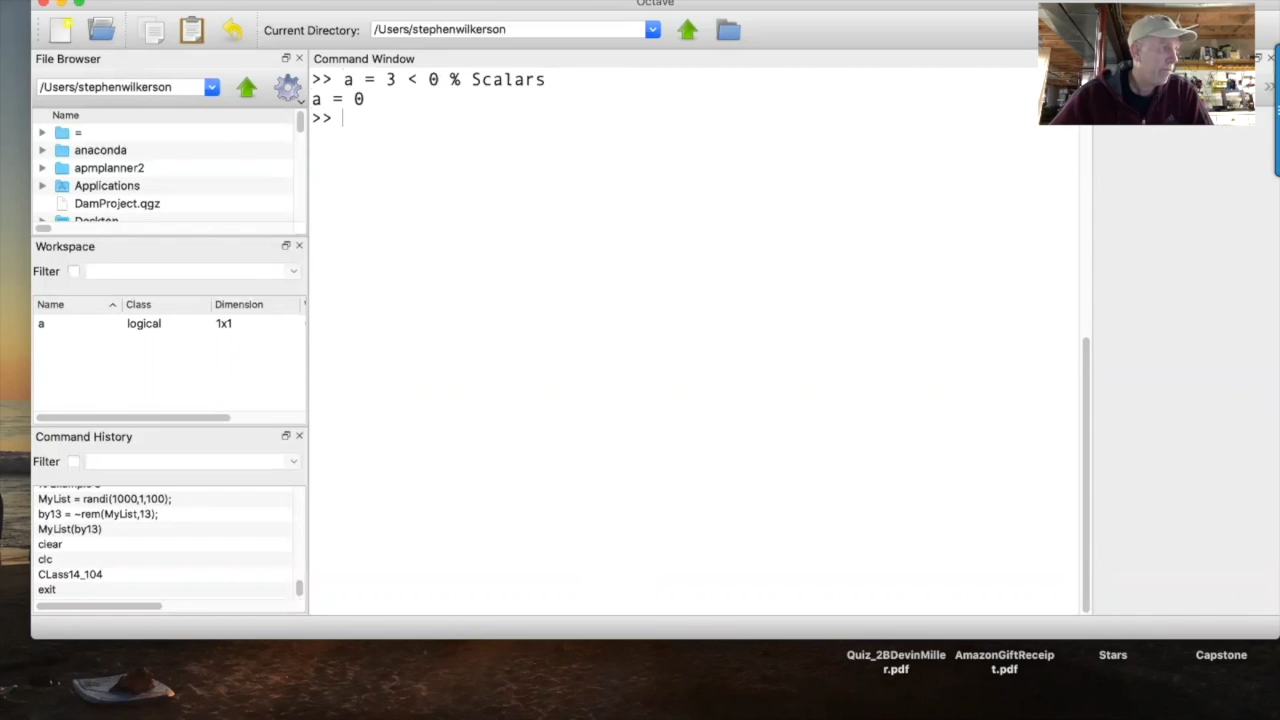 Octave
Current Directory: /Users/stephenwilkerson
File Browser
/Users/stephenwilkerson
Name
=
anaconda
apmplanner2
Applications
DamProject.qgz
Desktop
Workspace
Filter
Name Class Dimension
a logical 1x1
Command History
Filter
MyList = randi(1000,1,100);
by13 = ~rem(MyList,13);
MyList(by13)
clear
clc
CLass14_104
exit
Command Window
>> a = 3 < 0 % Scalars
a = 0
>>
Quiz_2BDevinMille
r.pdf
AmazonGiftReceip
t.pdf
Stars
Capstone